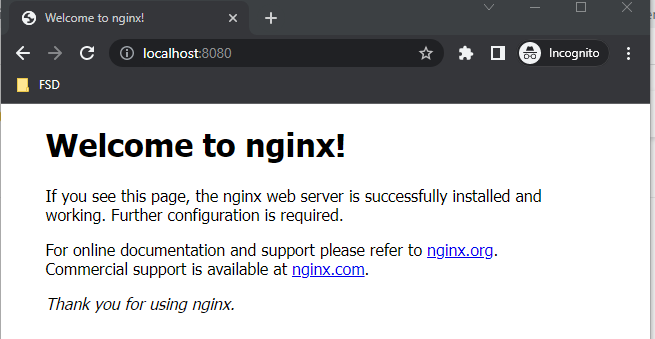 Welcome to nginx!
localhost:8080
Incognito
FSD
Welcome to nginx!
If you see this page, the nginx web server is successfully installed and
working. Further configuration is required.
For online documentation and support please refer to nginx.org.
Commercial support is available at nginx.com.
Thank you for using nginx.